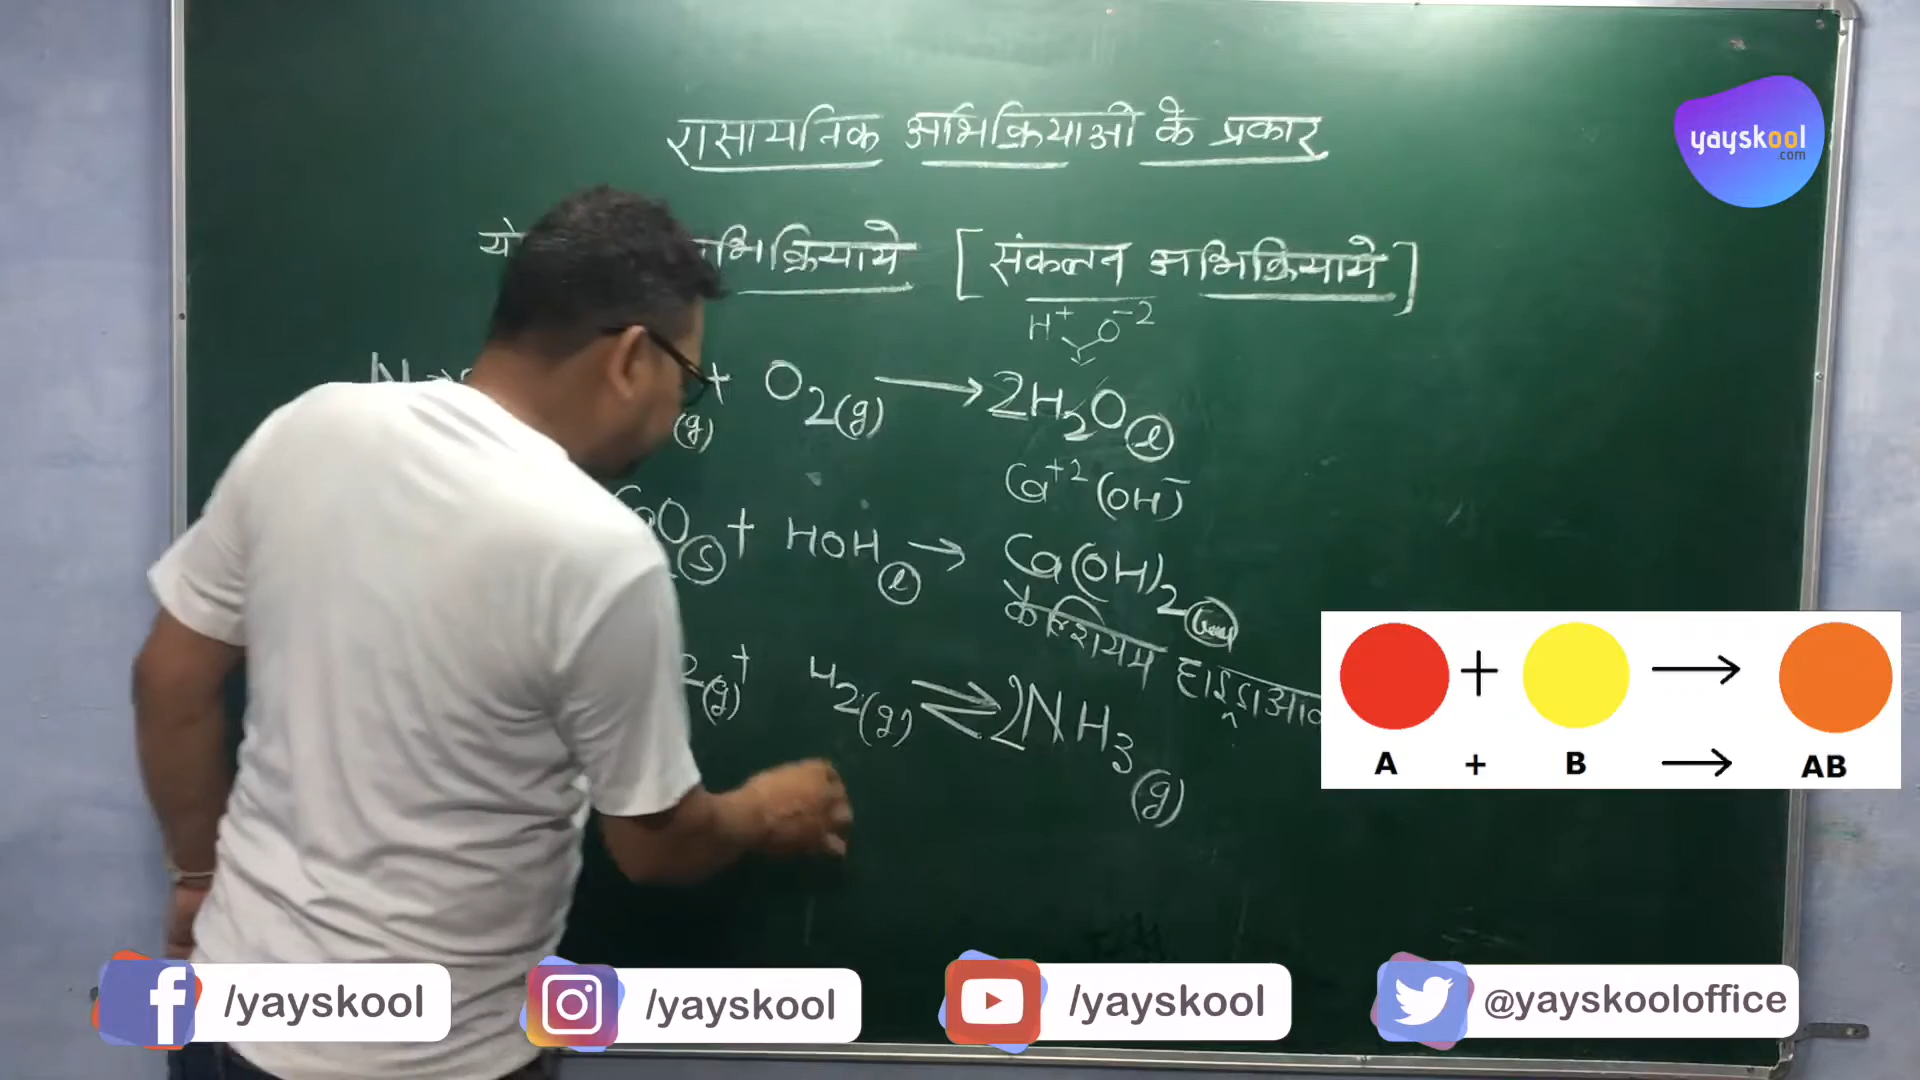 रासायनिक अभिक्रियाओ के प्रकार
yayskool
.com
अभिक्रियाये [संकलन अभिक्रियाये]
H⁺ O⁻²
(g) + O₂(g) → 2H₂O (l)
Ca⁺² (OH⁻)
(s) + HOH (l) → Ca(OH)₂
कैल्शियम
2(g) + H₂(g) ⇌ 2NH₃ (g)
+ →
A + B → AB
/yayskool
/yayskool
/yayskool
@yayskooloffice